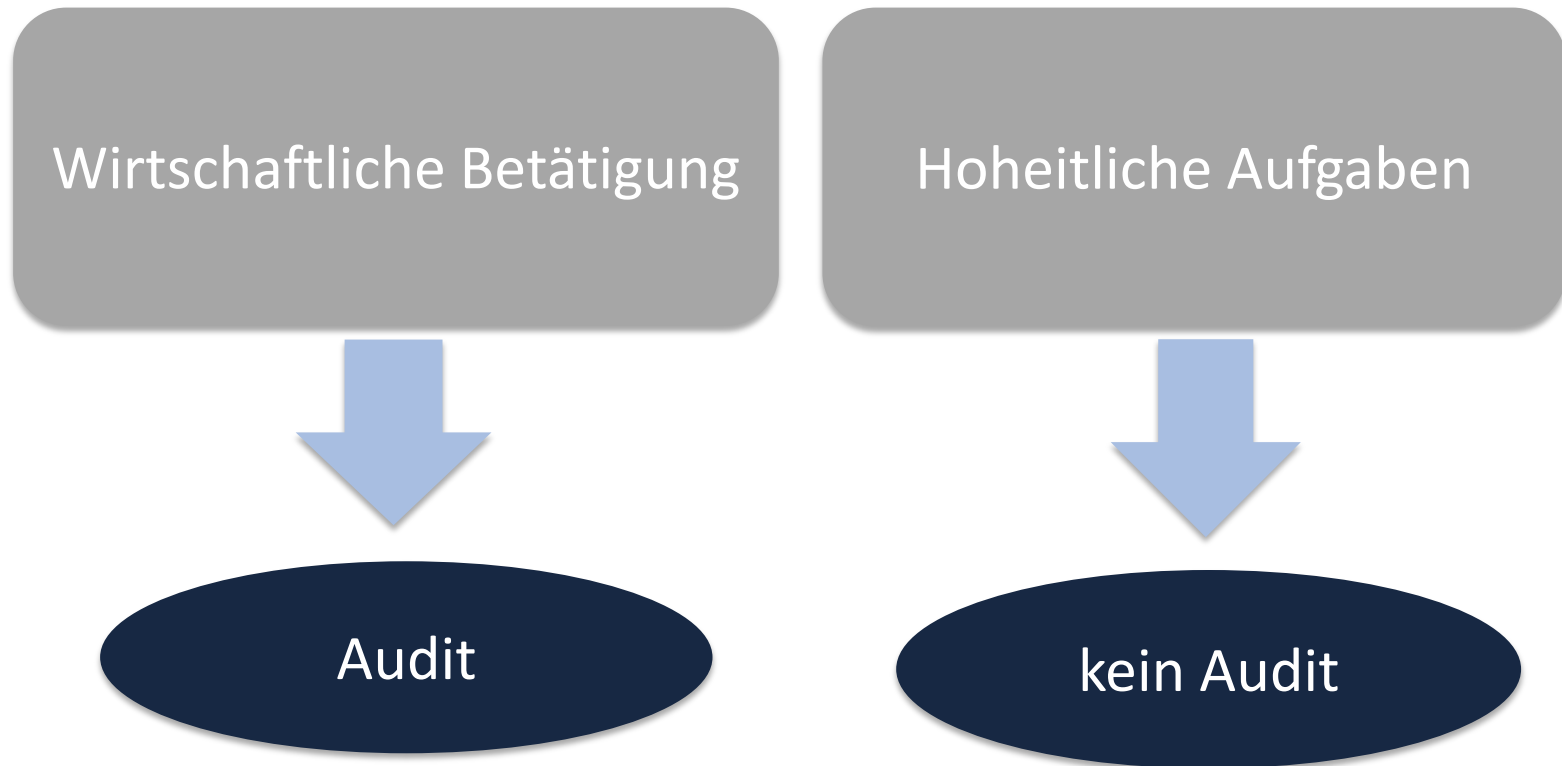 Wirtschaftliche Betätigung
Hoheitliche Aufgaben
Audit
kein Audit